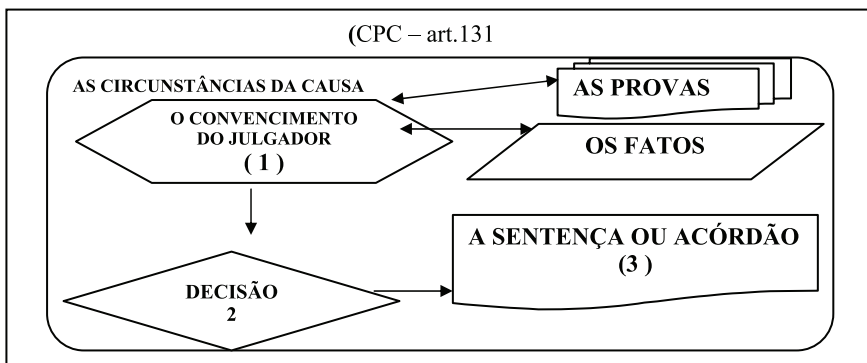 (CPC – art.131
AS CIRCUNSTÂNCIAS DA CAUSA
O CONVENCIMENTO
DO JULGADOR
( 1 )
AS PROVAS
OS FATOS
DECISÃO
2
A SENTENÇA OU ACÓRDÃO
(3 )